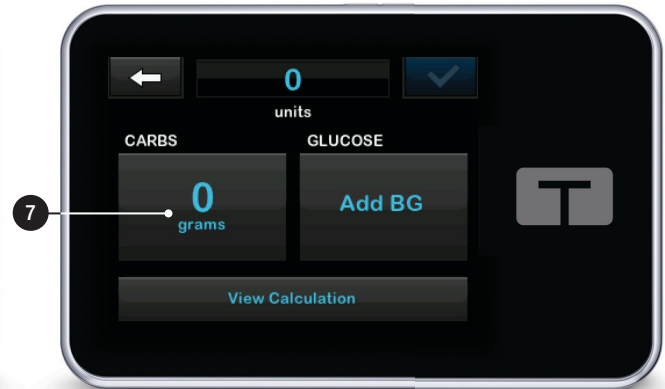 0
units
CARBS
GLUCOSE
0
grams
Add BG
7
View Calculation
T